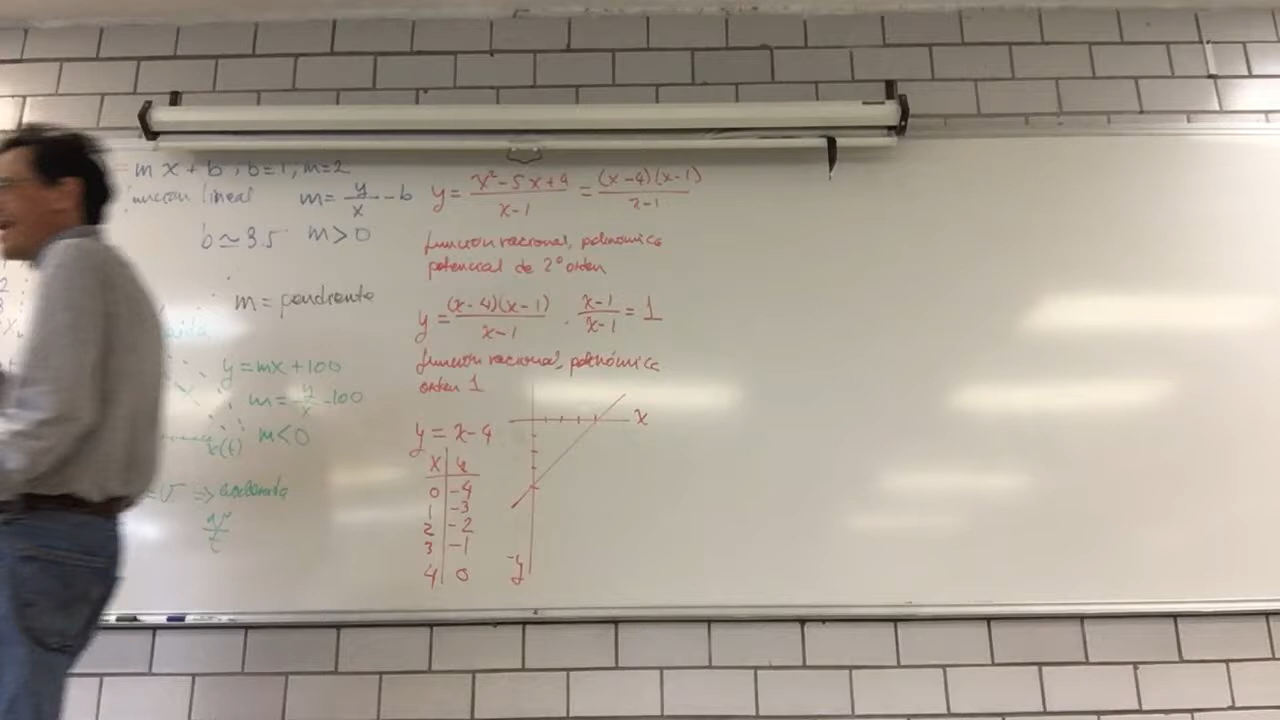 = mx + b, b=1, m=2
función lineal m= y/x - b
b≃3.5 m>0
m = pendiente
y = mx + 100
m = y/x - 100
x(t) m<0
= v ⇒
v/t
y = x²-5x+4/x-1 = (x-4)(x-1)/x-1
función racional, polinomica
potencial de 2° orden
y = (x-4)(x-1)/x-1 . x-1/x-1 = 1
función racional, polinómica
orden 1
y = x-4
x y
0 -4
1 -3
2 -2
3 -1
4 0
x
-y